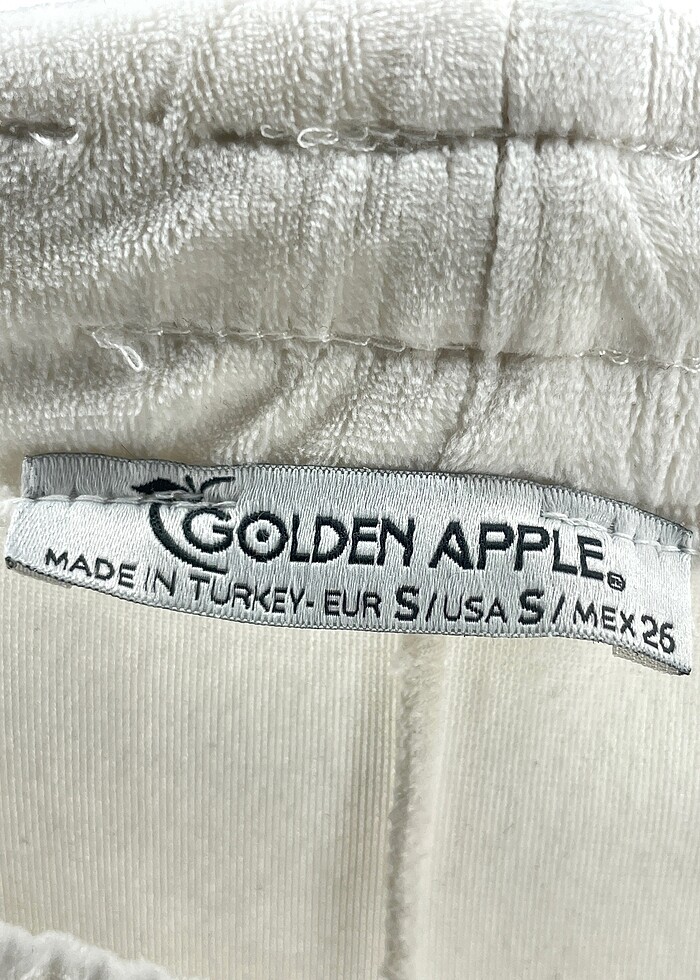 GOLDEN APPLE®
MADE IN TURKEY - EUR S / USA S / MEX 26